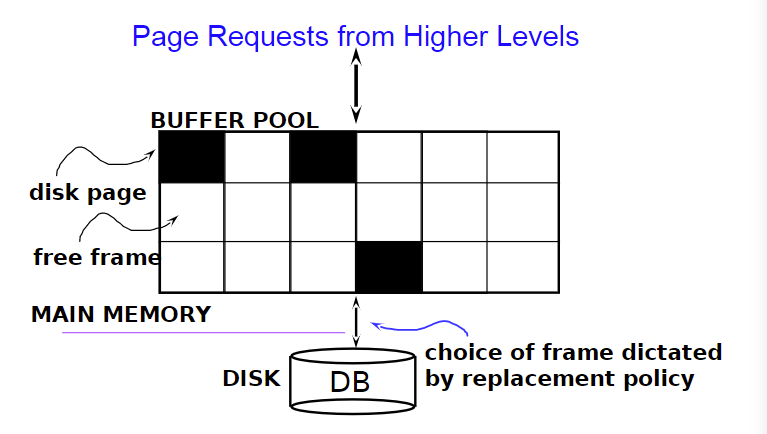 Page Requests from Higher Levels
BUFFER POOL
disk page
free frame
MAIN MEMORY
choice of frame dictated
by replacement policy
DISK
DB